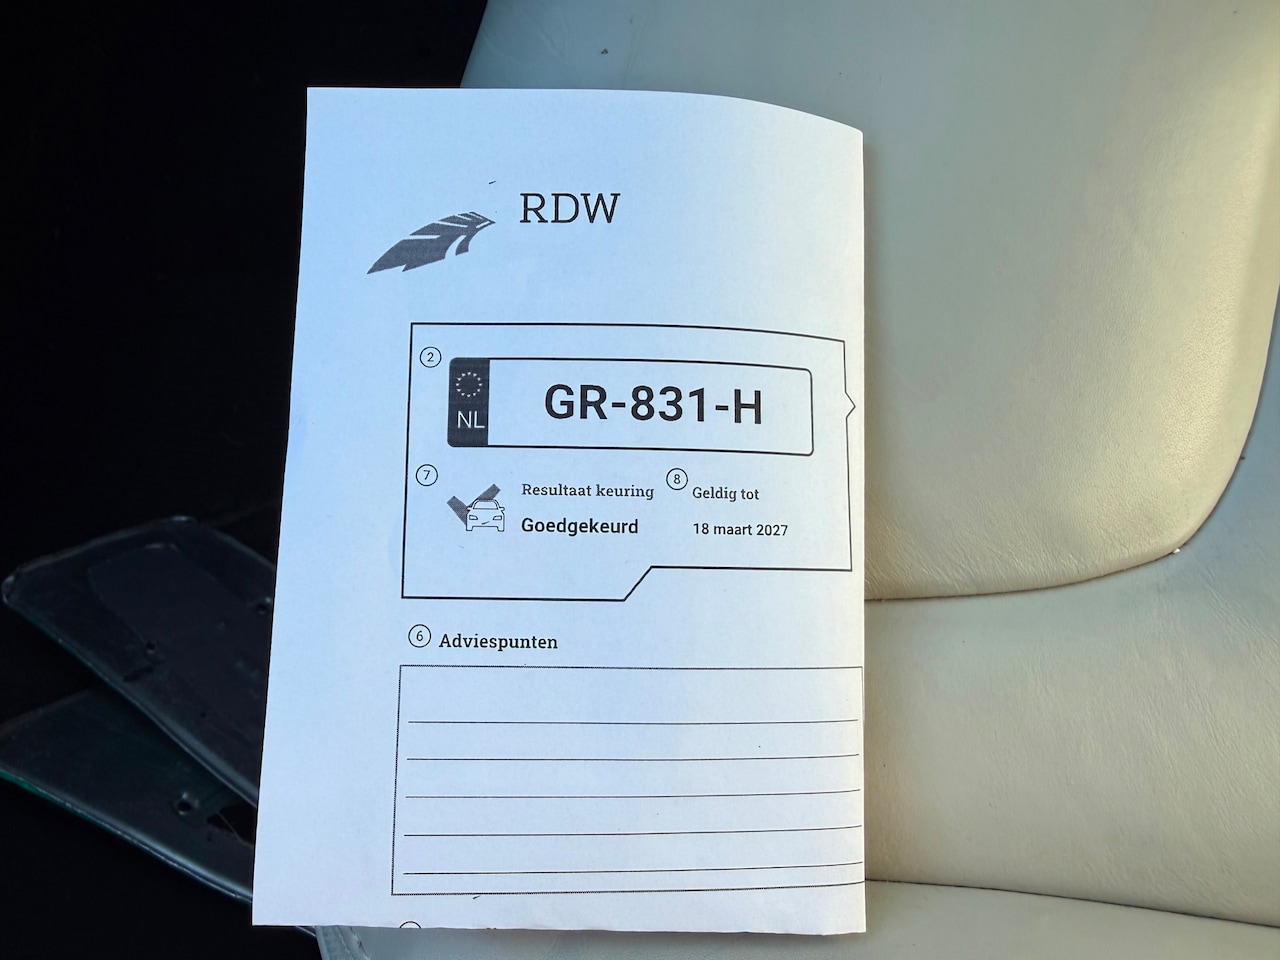 RDW
2
NL
GR-831-H
7
Resultaat keuring
Goedgekeurd
8
Geldig tot
18 maart 2027
6 Adviespunten